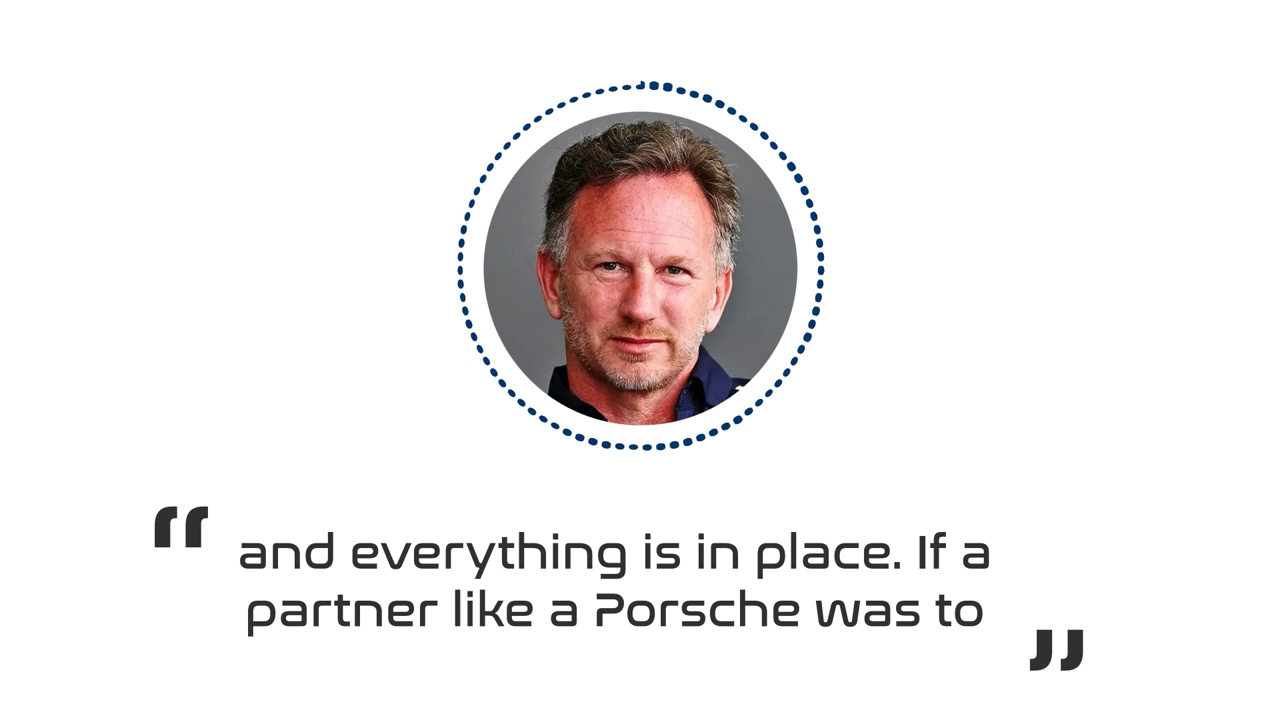 “ and everything is in place. If a
partner like a Porsche was to ”